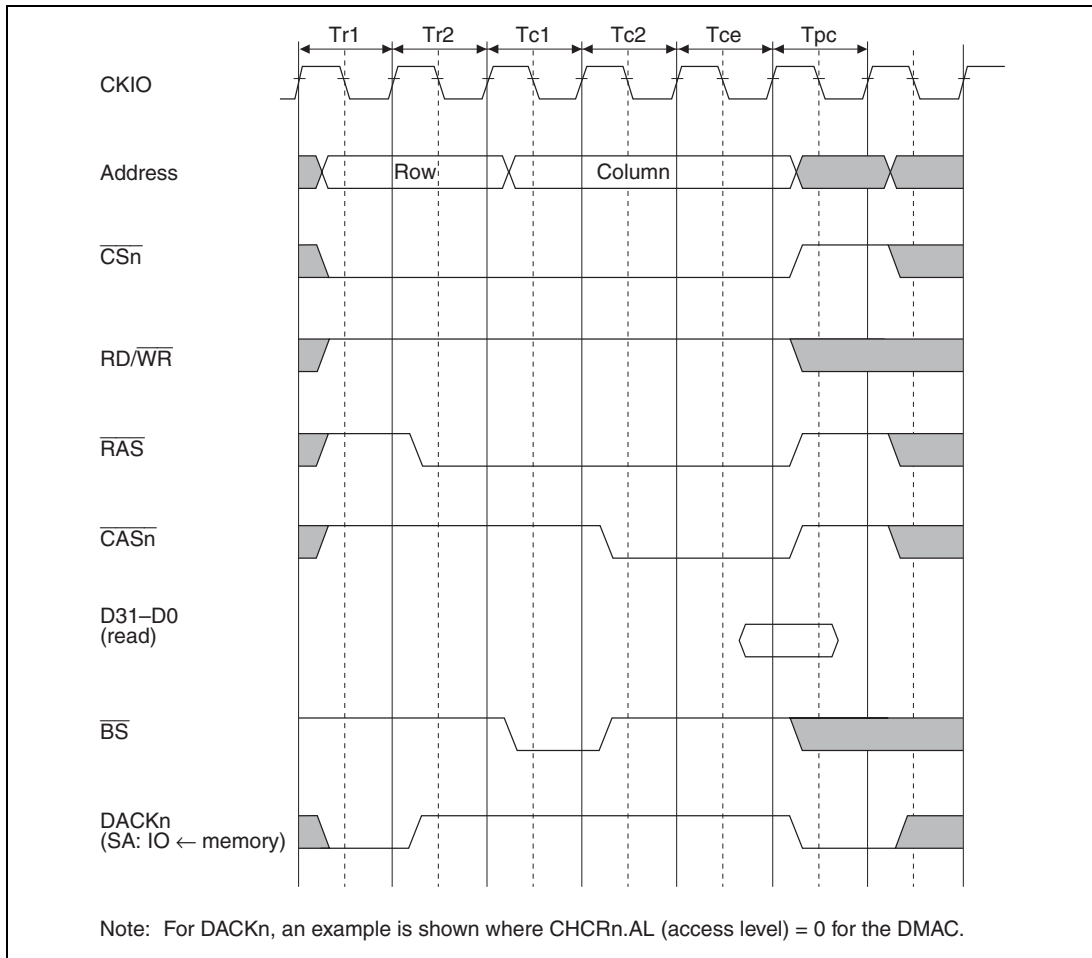 Tr1 Tr2 Tc1 Tc2 Tce Tpc
CKIO
Address Row Column
CSn
RD/WR
RAS
CASn
D31–D0
(read)
BS
DACKn
(SA: IO ← memory)
Note: For DACKn, an example is shown where CHCRn.AL (access level) = 0 for the DMAC.